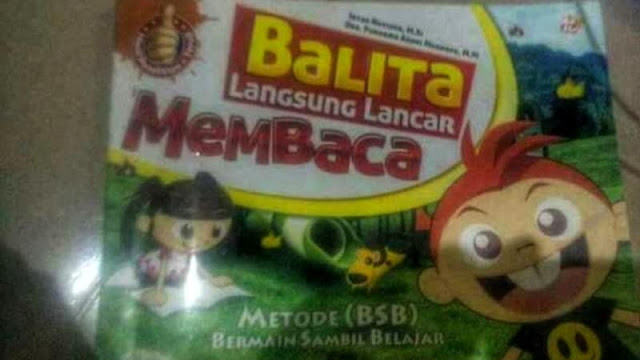 BALITA
LANGSUNG LANCAR
MEMBACA
METODE (BSB)
BERMAIN SAMBIL BELAJAR